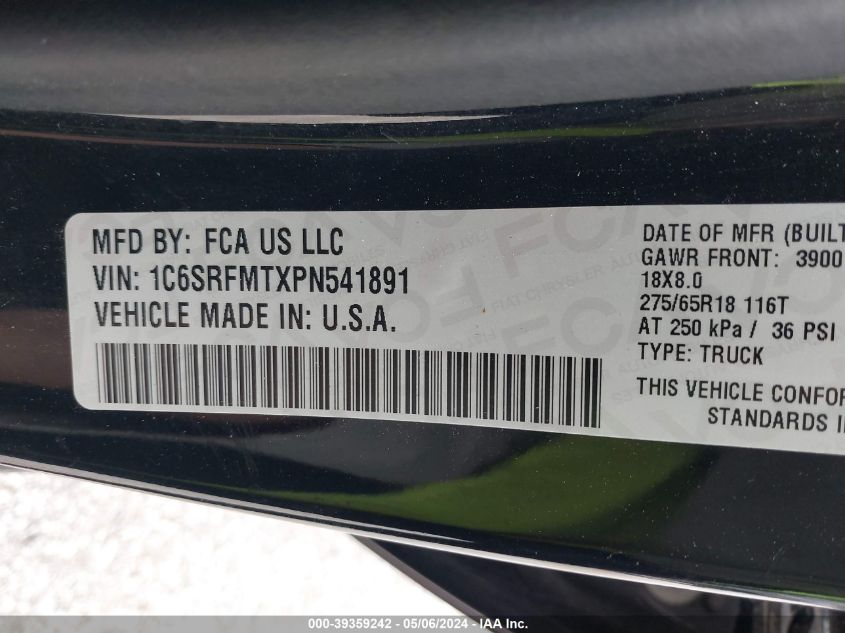 MFD BY: FCA US LLC
VIN: 1C6SRFMTXPN541891
VEHICLE MADE IN: U.S.A.
DATE OF MFR (BUILT
GAWR FRONT: 3900
18X8.0
275/65R18 116T
AT 250 kPa / 36 PSI
TYPE: TRUCK
THIS VEHICLE CONFOR
STANDARDS I
000-39359242 - 05/06/2024 - IAA Inc.